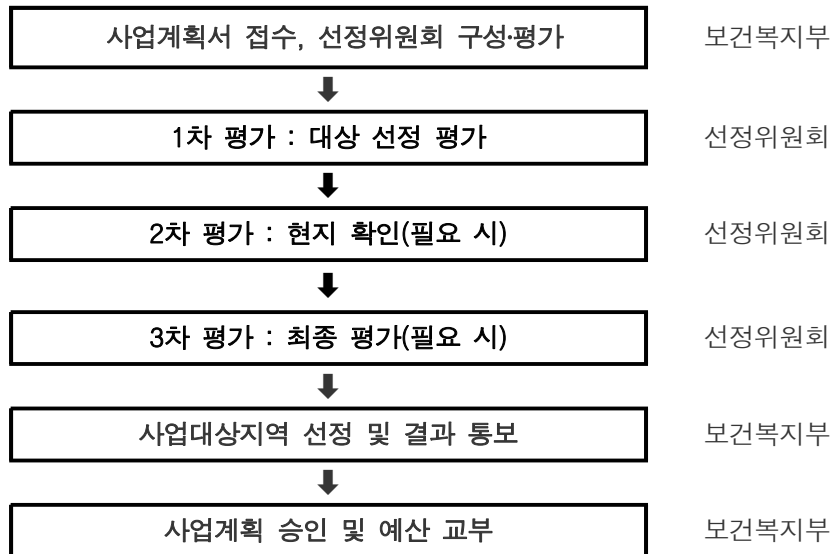 사업계획서 접수, 선정위원회 구성·평가 보건복지부
1차 평가 : 대상 선정 평가 선정위원회
2차 평가 : 현지 확인(필요 시) 선정위원회
3차 평가 : 최종 평가(필요 시) 선정위원회
사업대상지역 선정 및 결과 통보 보건복지부
사업계획 승인 및 예산 교부 보건복지부